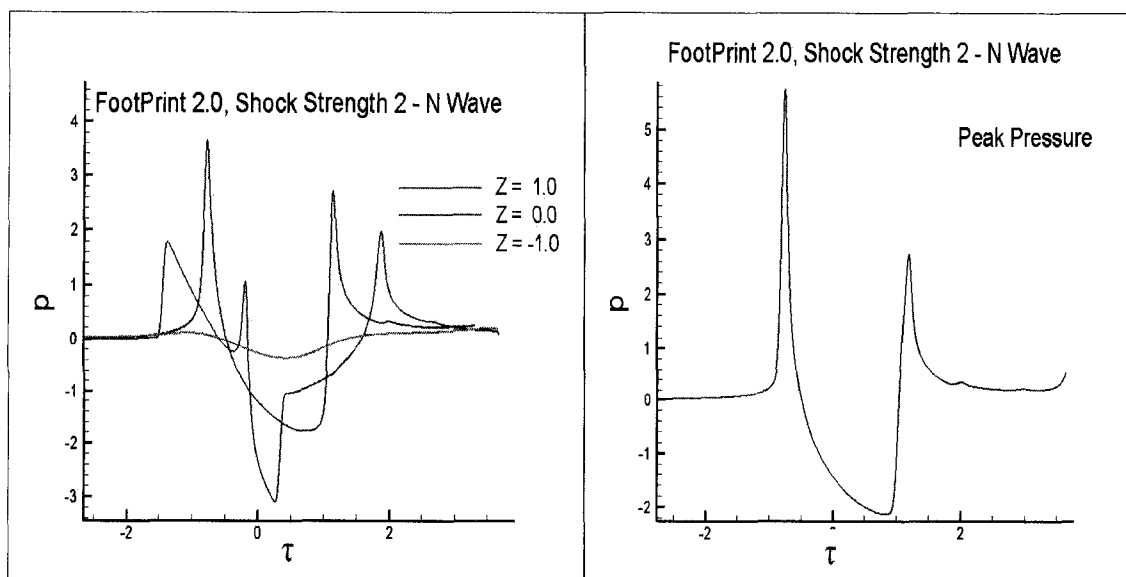 FootPrint 2.0, Shock Strength 2 - N Wave
4
3
2
1
0
-1
-2
-3
p
Z = 1.0
Z = 0.0
Z = -1.0
-2 0 2
τ
FootPrint 2.0, Shock Strength 2 - N Wave
Peak Pressure
5
4
3
2
1
0
-1
-2
p
-2 0 2
τ